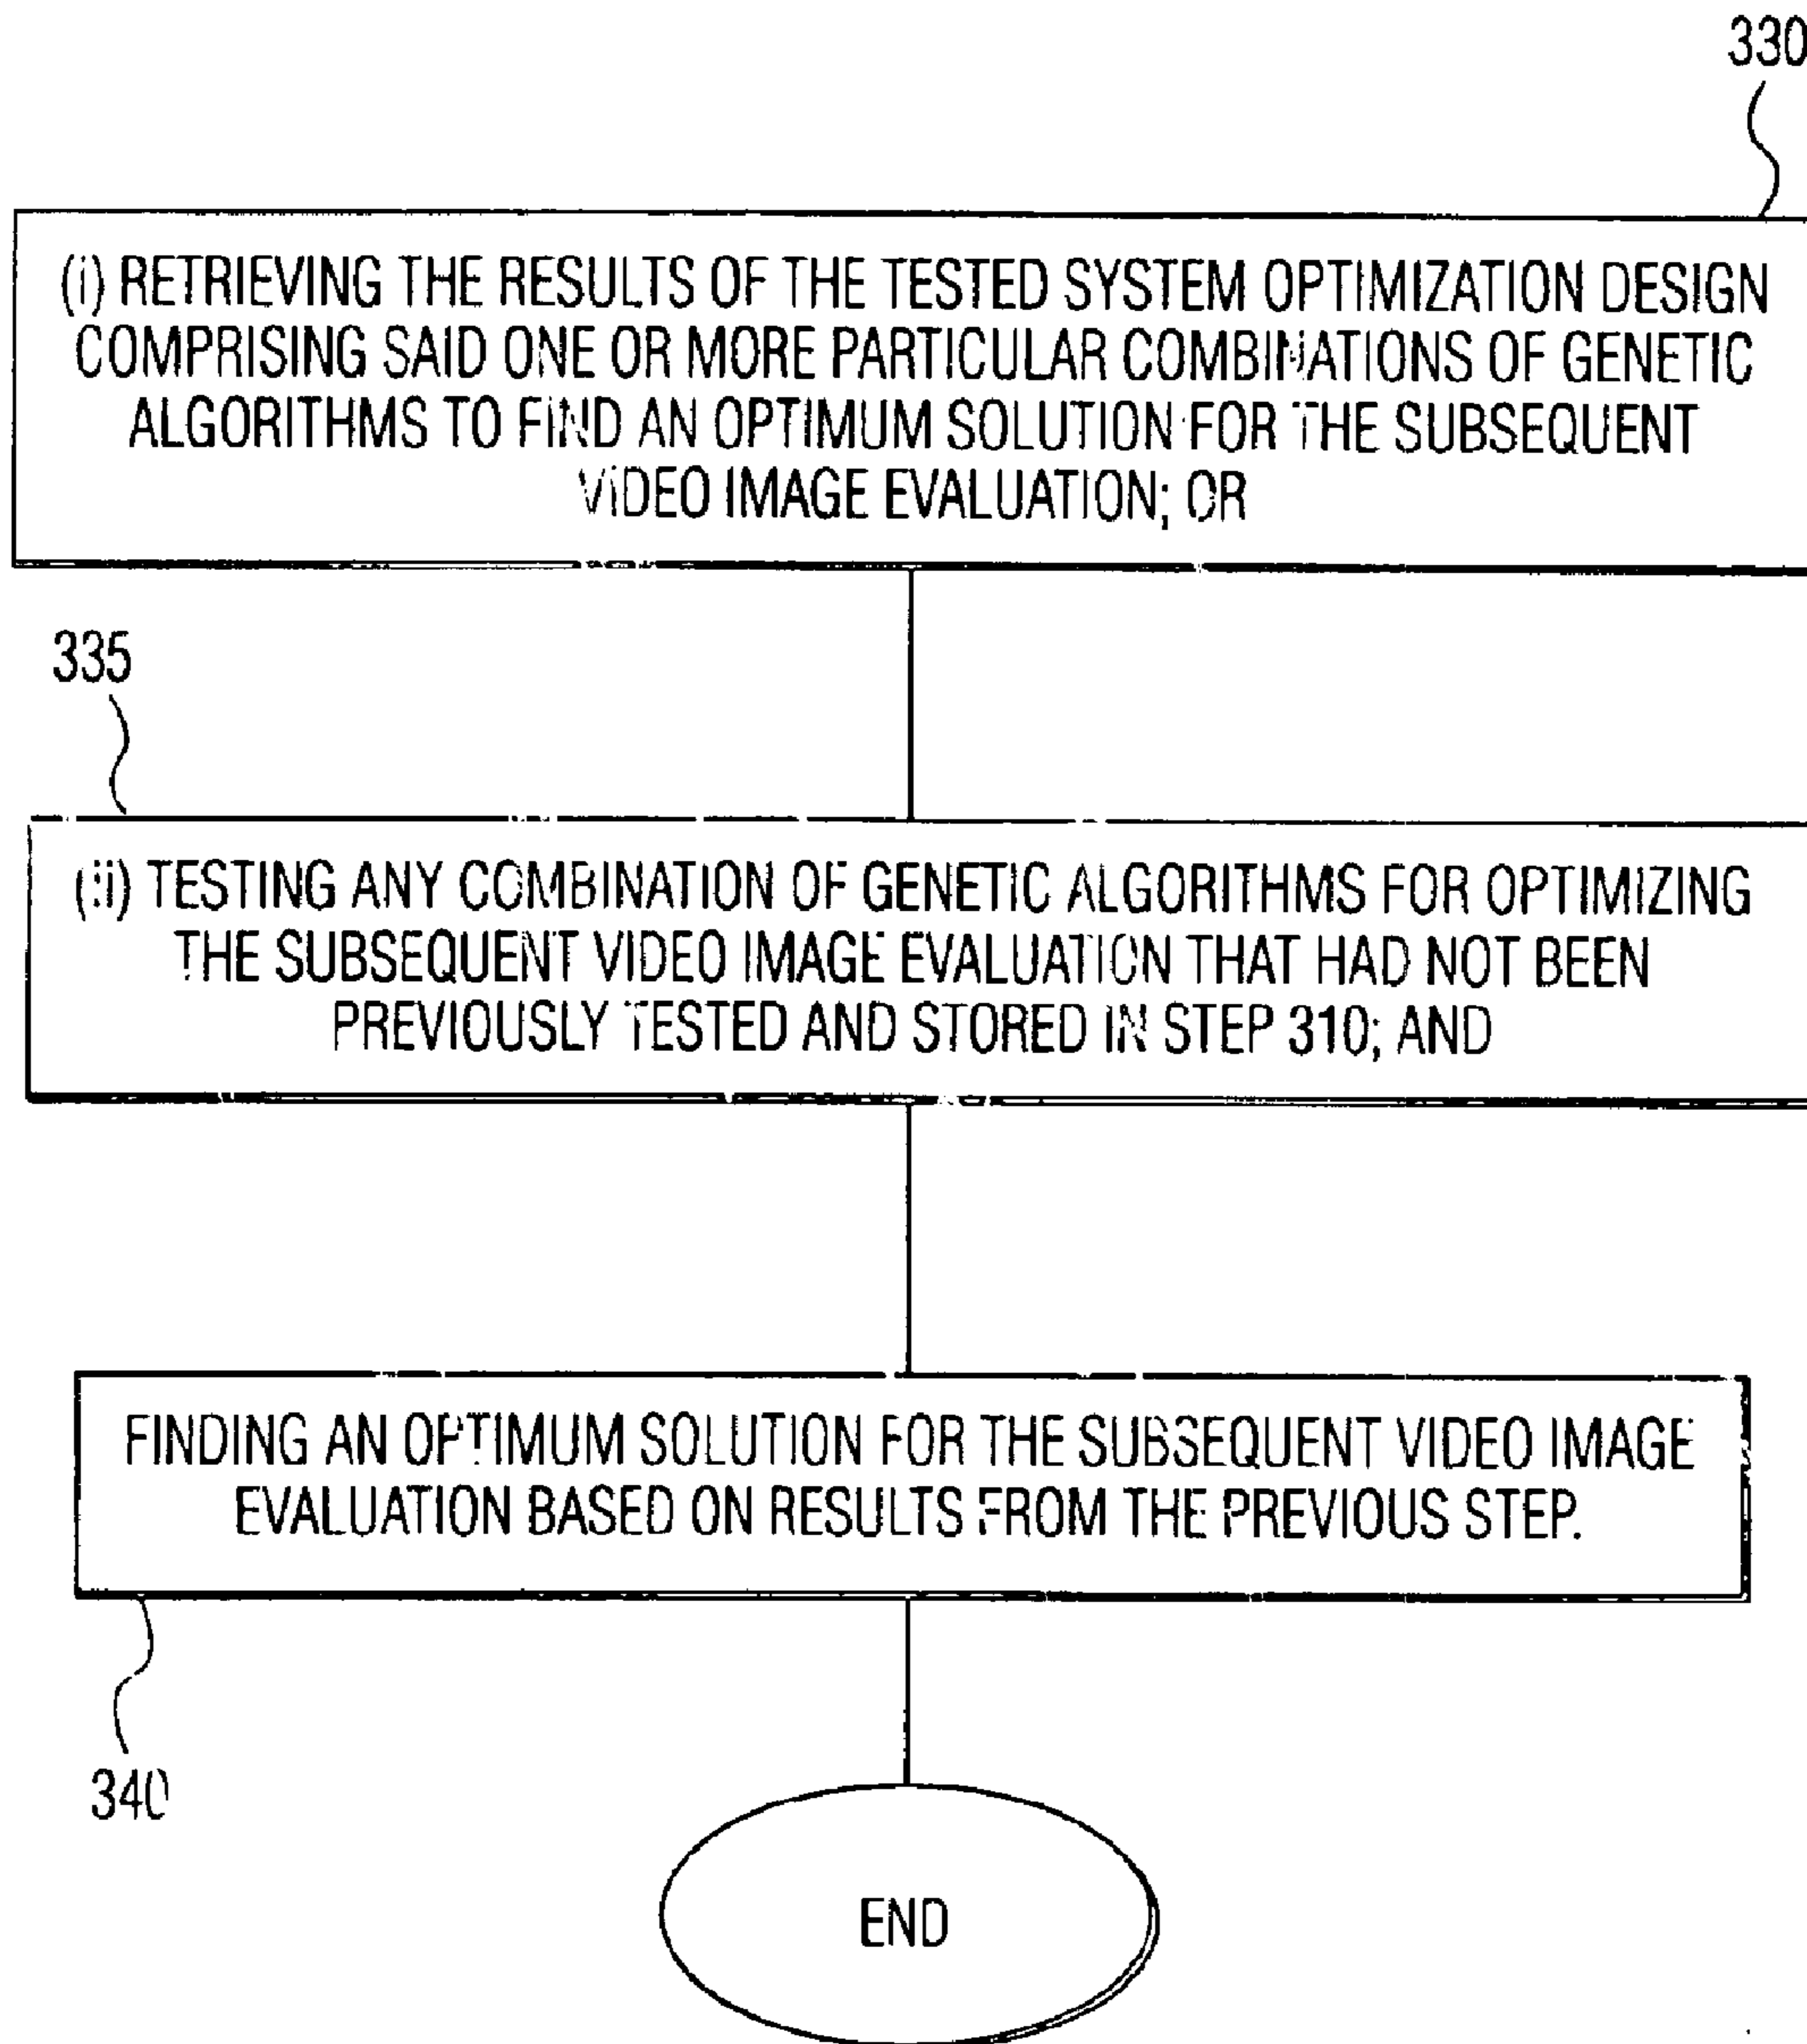 330
(i) RETRIEVING THE RESULTS OF THE TESTED SYSTEM OPTIMIZATION DESIGN
COMPRISING SAID ONE OR MORE PARTICULAR COMBINATIONS OF GENETIC
ALGORITHMS TO FIND AN OPTIMUM SOLUTION FOR THE SUBSEQUENT
VIDEO IMAGE EVALUATION; OR
335
(ii) TESTING ANY COMBINATION OF GENETIC ALGORITHMS FOR OPTIMIZING
THE SUBSEQUENT VIDEO IMAGE EVALUATION THAT HAD NOT BEEN
PREVIOUSLY TESTED AND STORED IN STEP 310; AND
FINDING AN OPTIMUM SOLUTION FOR THE SUBSEQUENT VIDEO IMAGE
EVALUATION BASED ON RESULTS FROM THE PREVIOUS STEP.
340
END